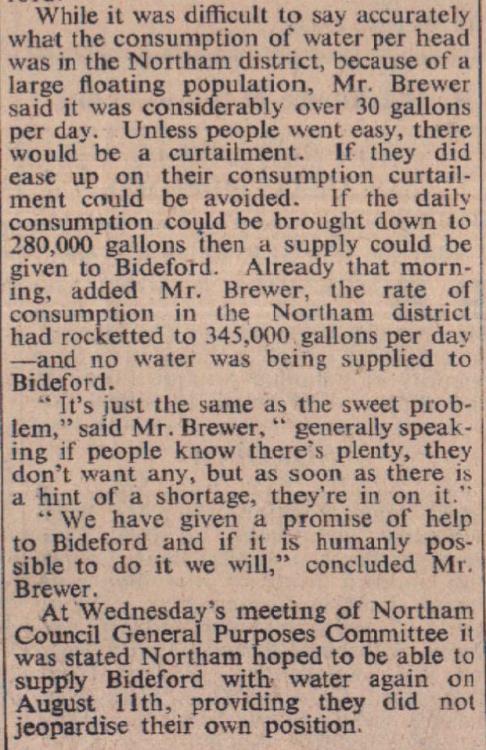 While it was difficult to say accurately
what the consumption of water per head
was in the Northam district, because of a
large floating population, Mr. Brewer
said it was considerably over 30 gallons
per day. Unless people went easy, there
would be a curtailment. If they did
ease up on their consumption curtail-
ment could be avoided. If the daily
consumption could be brought down to
280,000 gallons then a supply could be
given to Bideford. Already that morn-
ing, added Mr. Brewer, the rate of
consumption in the Northam district
had rocketted to 345,000 gallons per day
—and no water was being supplied to
Bideford.
“ It's just the same as the sweet prob-
lem,” said Mr. Brewer, “ generally speak-
ing if people know there's plenty, they
don't want any, but as soon as there is
a hint of a shortage, they're in on it.”
“ We have given a promise of help
to Bideford and if it is humanly pos-
sible to do it we will,” concluded Mr.
Brewer.
At Wednesday's meeting of Northam
Council General Purposes Committee it
was stated Northam hoped to be able to
supply Bideford with water again on
August 11th, providing they did not
jeopardise their own position.